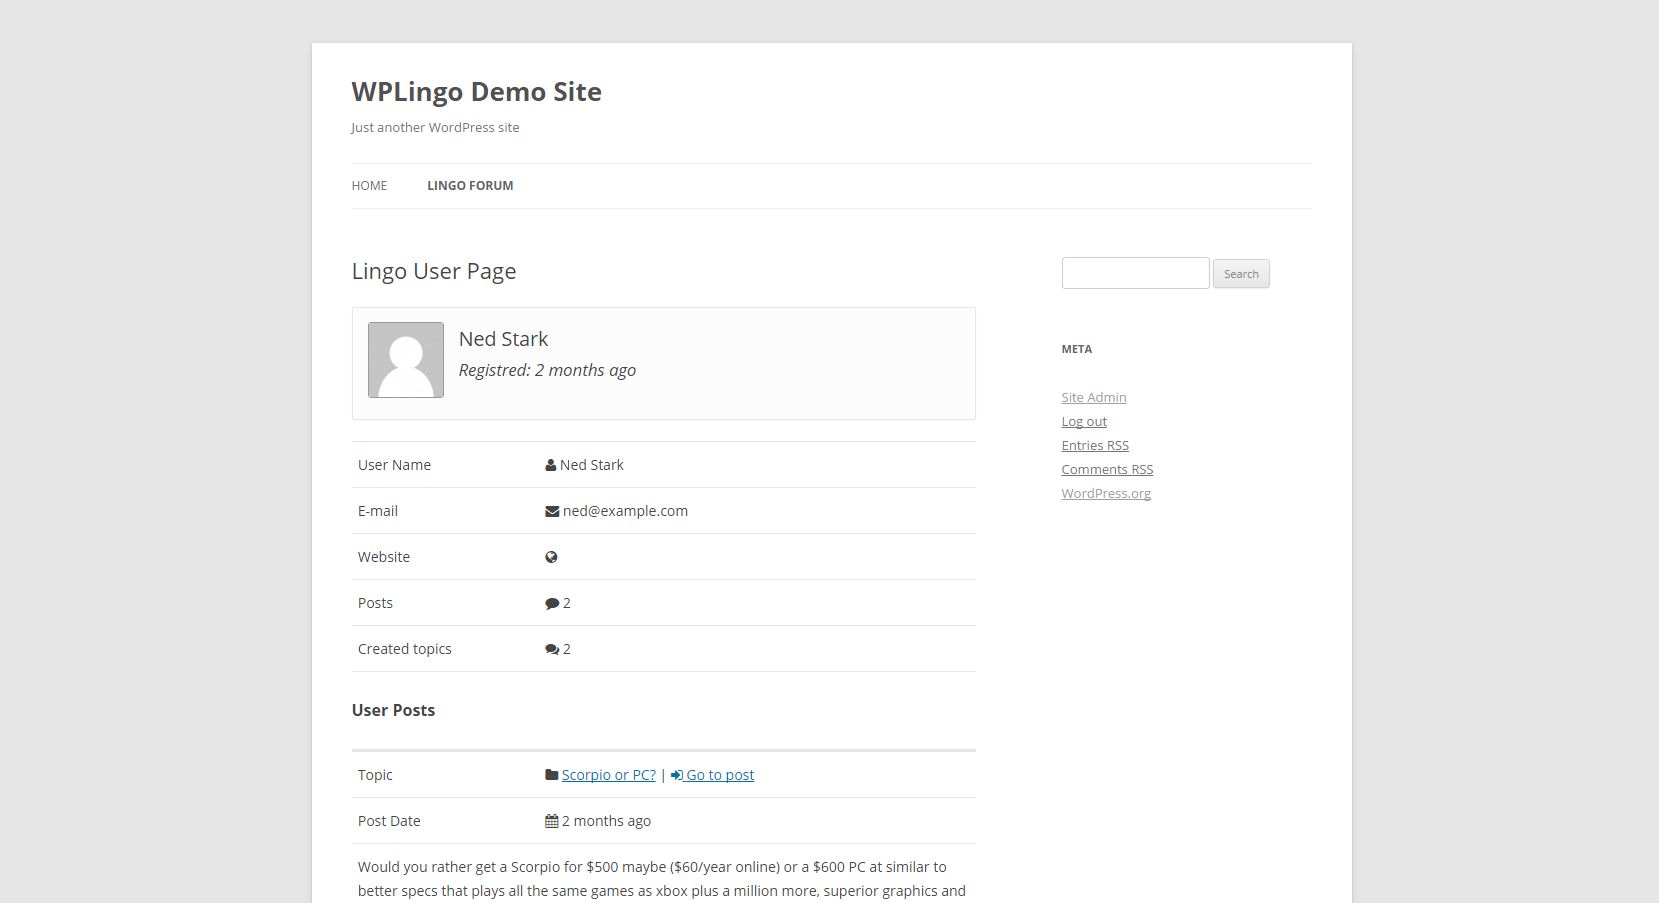 WPLingo Demo Site
Just another WordPress site
HOME LINGO FORUM
Lingo User Page
Ned Stark
Registred: 2 months ago
User Name Ned Stark
E-mail ned@example.com
Website
Posts 2
Created topics 2
User Posts
Topic Scorpio or PC? | Go to post
Post Date 2 months ago
Would you rather get a Scorpio for $500 maybe ($60/year online) or a $600 PC at similar to
better specs that plays all the same games as xbox plus a million more, superior graphics and
Search
META
Site Admin
Log out
Entries RSS
Comments RSS
WordPress.org